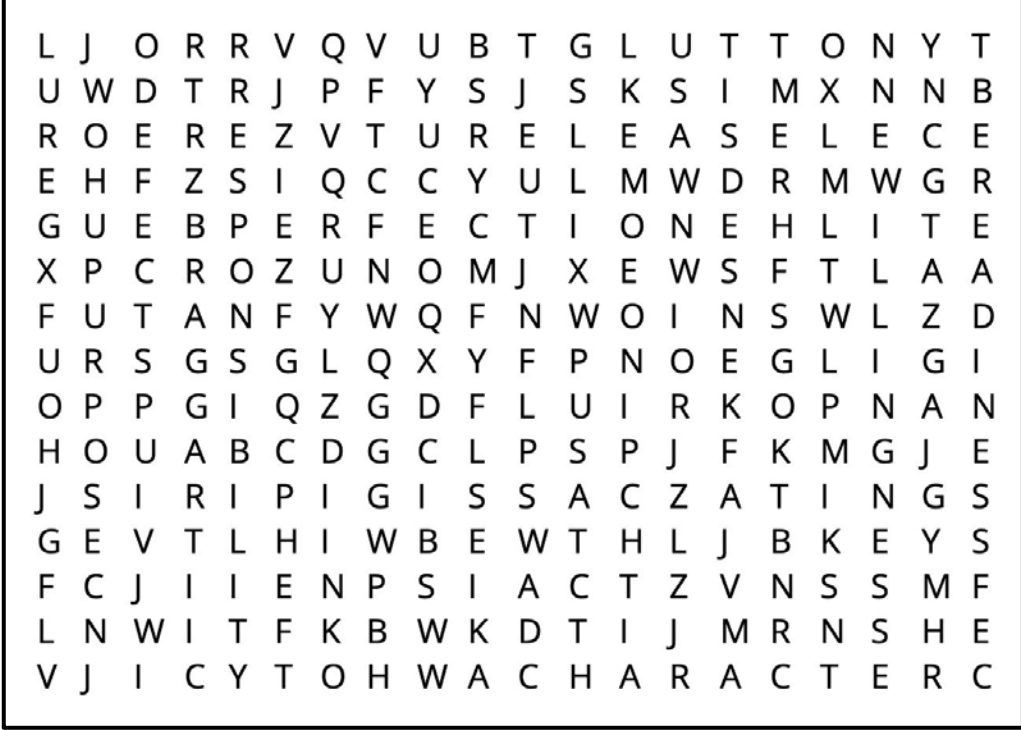 L J O R R V Q V U B T G L U T T O N Y T
U W D T R J P F Y S J S K S I M X N N B
R O E R E Z V T U R E L E A S E L E C E
E H F Z S I Q C C Y U L M W D R M W G R
G U E B P E R F E C T I O N E H L I T E
X P C R O Z U N O M J X E W S F T L A A
F U T A N F Y W Q F N W O I N S W L Z D
U R S G S G L Q X Y F P N O E G L I G I
O P P G I Q Z G D F L U I R K O P N A N
H O U A B C D G C L P S P J F K M G J E
J S I R I P I G I S S A C Z A T I N G S
G E V T L H I W B E W T H L J B K E Y S
F C J I I E N P S I A C T Z V N S S M F
L N W I T F K B W K D T I J M R N S H E
V J I C Y T O H W A C H A R A C T E R C